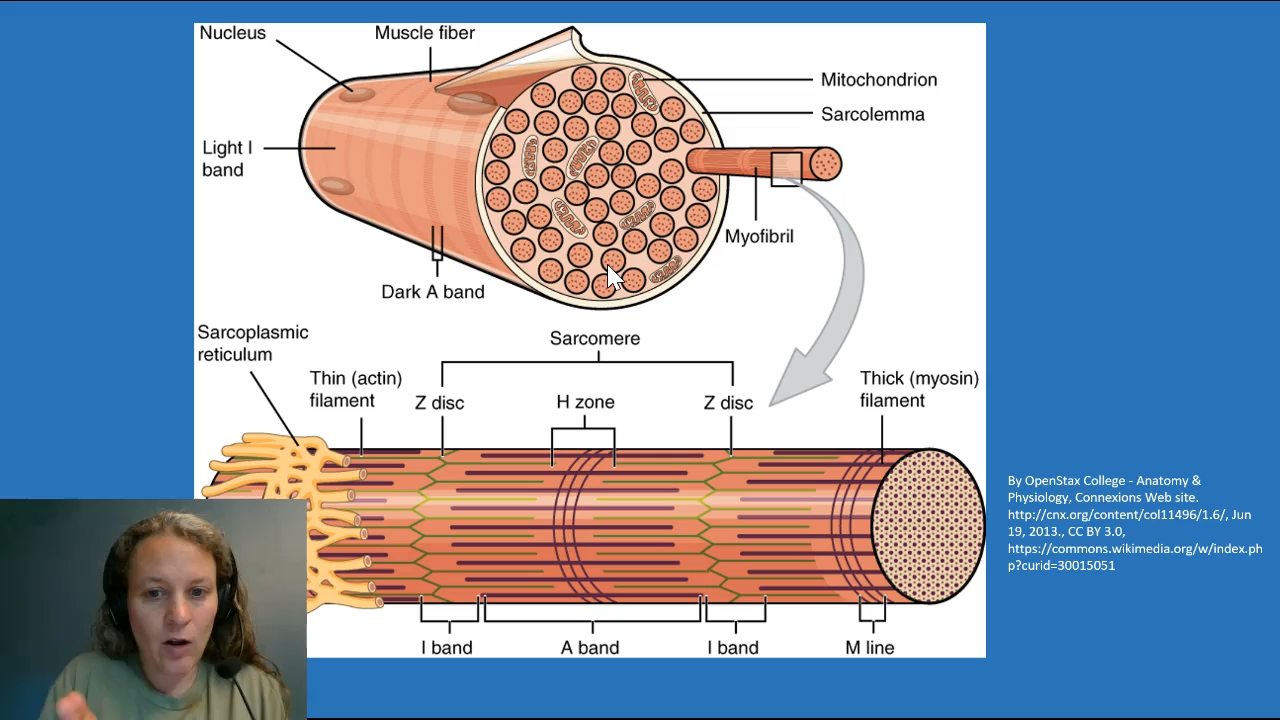 Nucleus
Muscle fiber
Mitochondrion
Sarcolemma
Light I
band
Myofibril
Dark A band
Sarcoplasmic
reticulum
Sarcomere
Thin (actin)
filament
Z disc
H zone
Z disc
Thick (myosin)
filament
I band
A band
I band
M line
By OpenStax College - Anatomy &
Physiology, Connexions Web site.
http://cnx.org/content/col11496/1.6/, Jun
19, 2013., CC BY 3.0,
https://commons.wikimedia.org/w/index.ph
p?curid=30015051